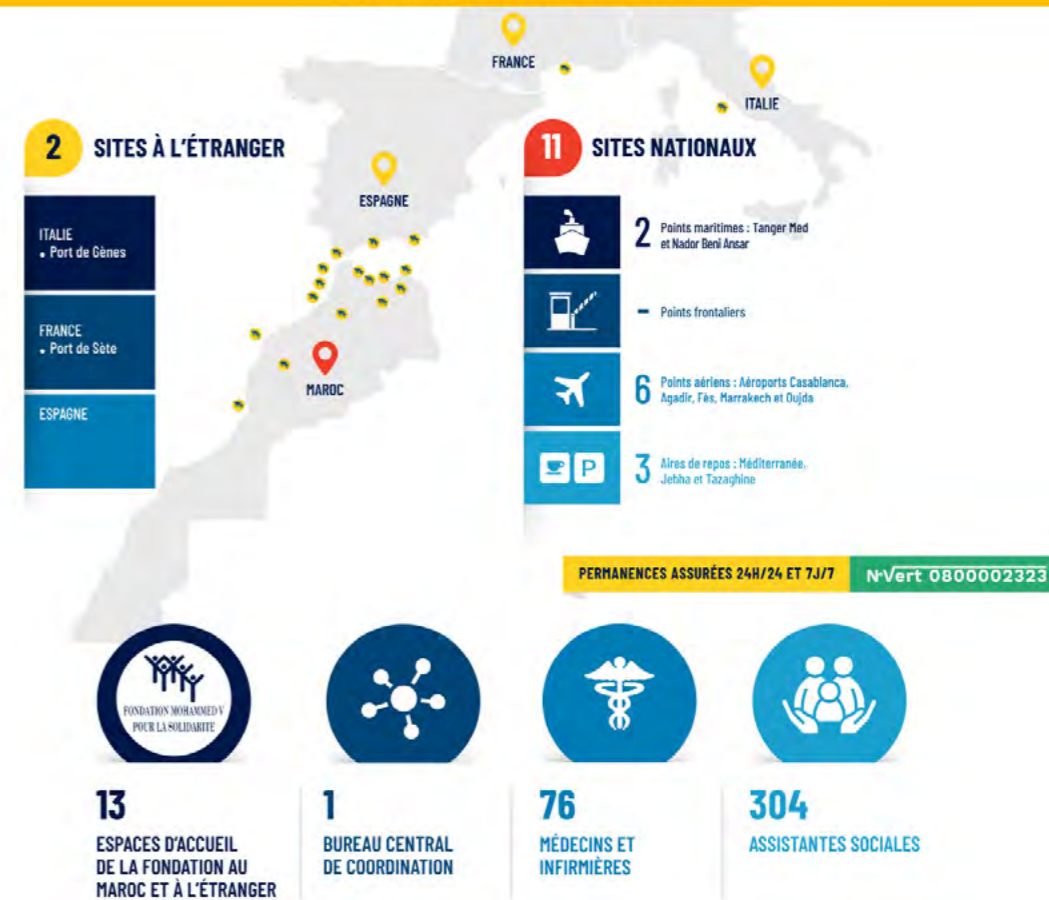 FRANCE
ITALIE
ESPAGNE
MAROC
2 SITES À L'ÉTRANGER
ITALIE
• Port de Gènes
FRANCE
• Port de Sète
ESPAGNE
11 SITES NATIONAUX
2 Points maritimes : Tanger Med
et Nador Beni Ansar
– Points frontaliers
6 Points aériens : Aéroports Casablanca,
Agadir, Fès, Marrakech et Oujda
P
3 Aires de repos : Méditerranée,
Jebha et Tazaghine
PERMANENCES ASSURÉES 24H/24 ET 7J/7
N°Vert 0800002323
FONDATION MOHAMMED V
POUR LA SOLIDARITE
13
ESPACES D'ACCUEIL
DE LA FONDATION AU
MAROC ET À L'ÉTRANGER
1
BUREAU CENTRAL
DE COORDINATION
76
MÉDECINS ET
INFIRMIÈRES
304
ASSISTANTES SOCIALES